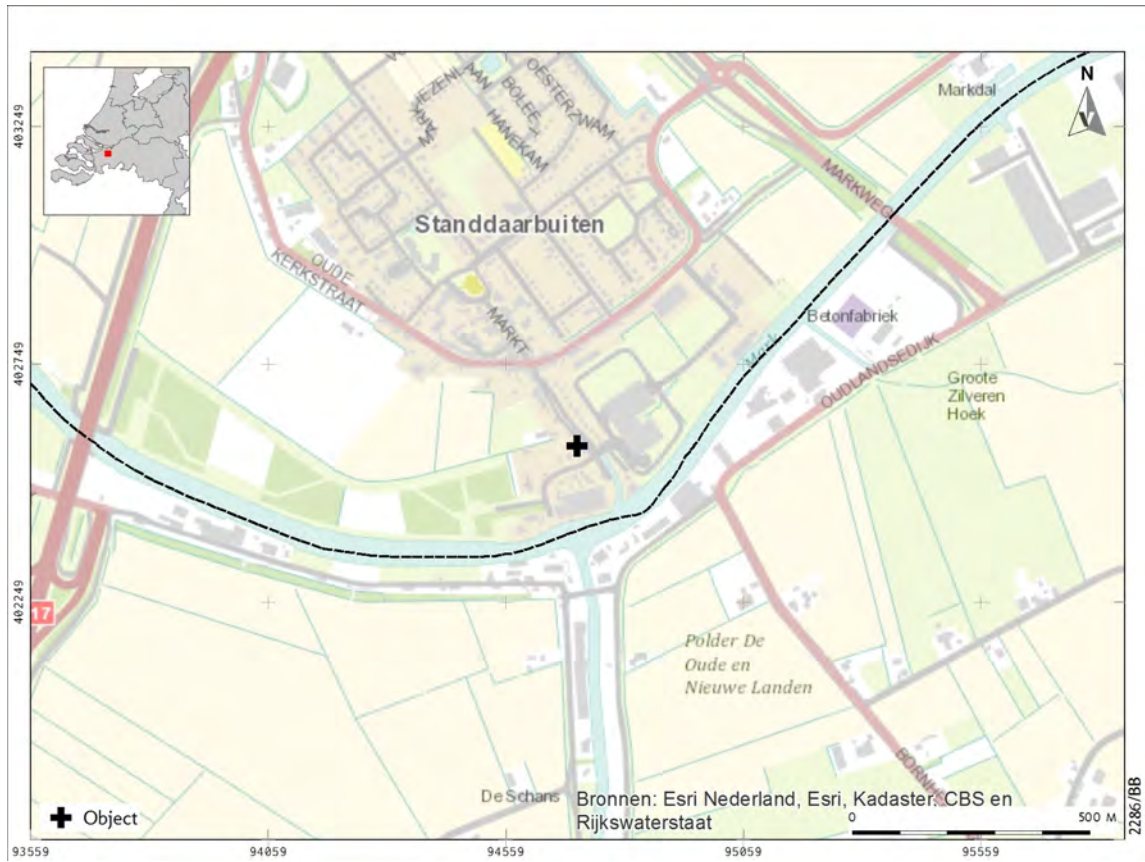 N
Markdal
OESTERZWAM
BOLE
HANEKAM
Standdaarbuiten
MARKWEG
OUDE
KERKSTRAAT
MARKT
Mark
Betonfabriek
OUDLANDSEDIJK
Groote
Zilveren
Hoek
17
Polder De
Oude en
Nieuwe Landen
De Schans
Bronnen: Esri Nederland, Esri, Kadaster, CBS en
Rijkswaterstaat
Object
0
500 M
2286/BB
403249
402749
402249
93559
94059
94559
95059
95559